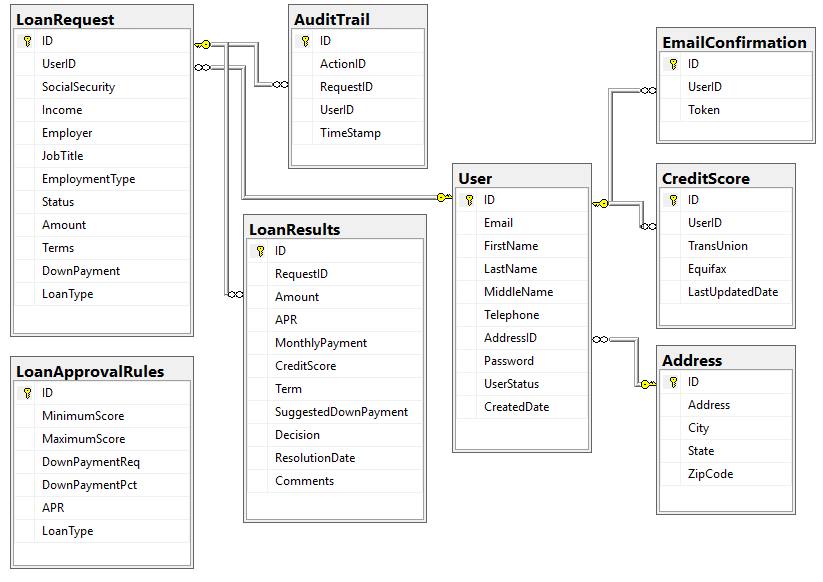 LoanRequest
ID
UserID
SocialSecurity
Income
Employer
JobTitle
EmploymentType
Status
Amount
Terms
DownPayment
LoanType
AuditTrail
ID
ActionID
RequestID
UserID
TimeStamp
EmailConfirmation
ID
UserID
Token
User
ID
Email
FirstName
LastName
MiddleName
Telephone
AddressID
Password
UserStatus
CreatedDate
CreditScore
ID
UserID
TransUnion
Equifax
LastUpdatedDate
LoanResults
ID
RequestID
Amount
APR
MonthlyPayment
CreditScore
Term
SuggestedDownPayment
Decision
ResolutionDate
Comments
Address
ID
Address
City
State
ZipCode
LoanApprovalRules
ID
MinimumScore
MaximumScore
DownPaymentReq
DownPaymentPct
APR
LoanType